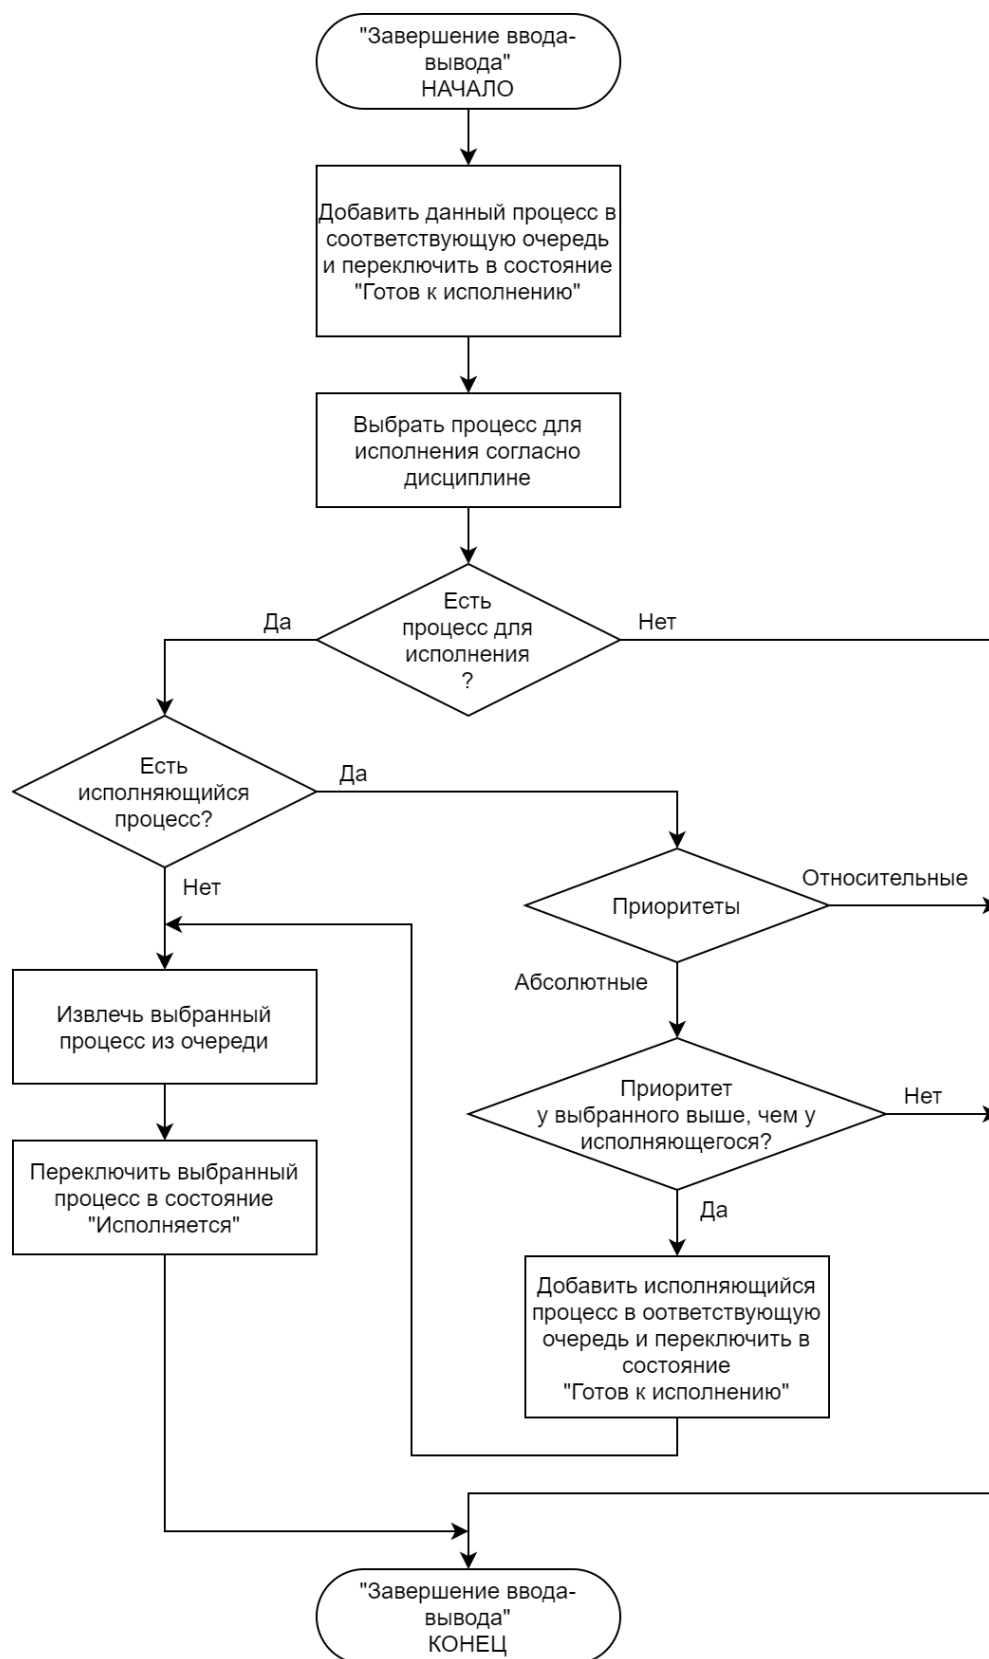 "Завершение ввода-
вывода"
НАЧАЛО
Добавить данный процесс в
соответствующую очередь
и переключить в состояние
"Готов к исполнению"
Выбрать процесс для
исполнения согласно
дисциплине
Есть
процесс для
исполнения
?
Да
Нет
Есть
исполняющийся
процесс?
Да
Нет
Приоритеты
Относительные
Абсолютные
Извлечь выбранный
процесс из очереди
Приоритет
у выбранного выше, чем у
исполняющегося?
Нет
Да
Переключить выбранный
процесс в состояние
"Исполняется"
Добавить исполняющийся
процесс в оответствующую
очередь и переключить в
состояние
"Готов к исполнению"
"Завершение ввода-
вывода"
КОНЕЦ